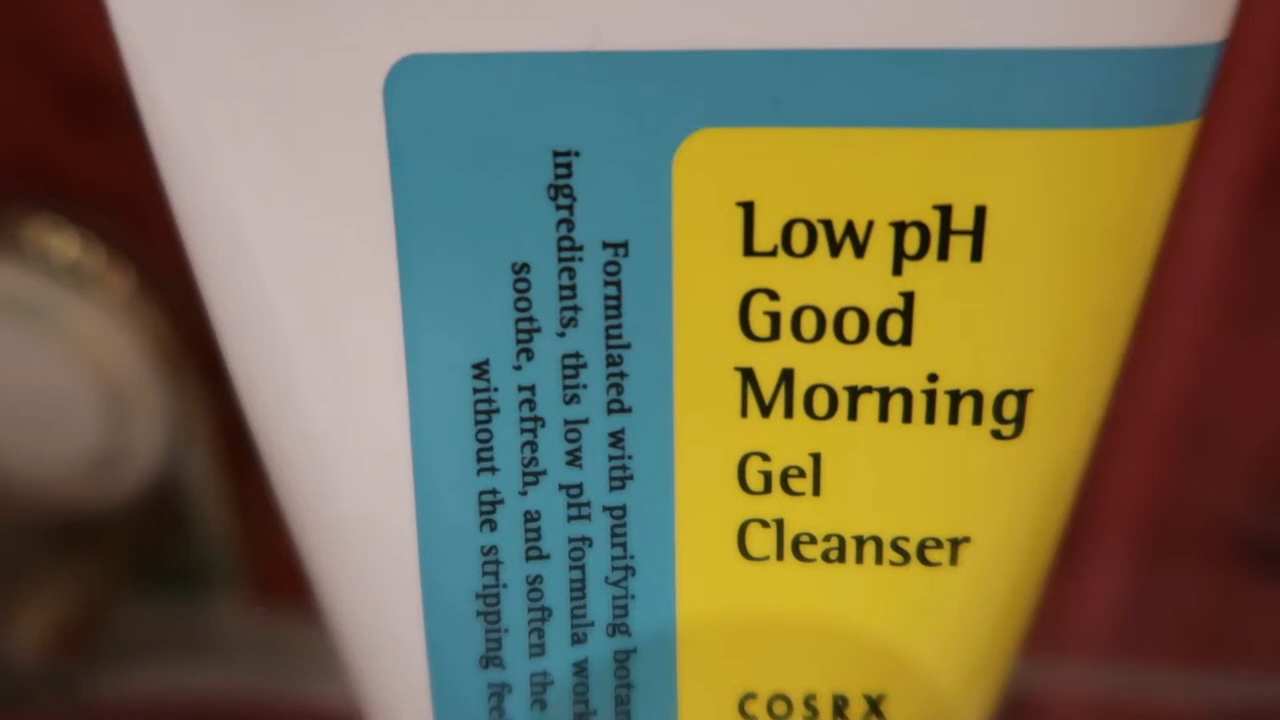 Low pH
Good
Morning
Gel
Cleanser
COSRX
Formulated with purifying
ingredients, this low pH formula
soothe, refresh, and soften the
without the stripping